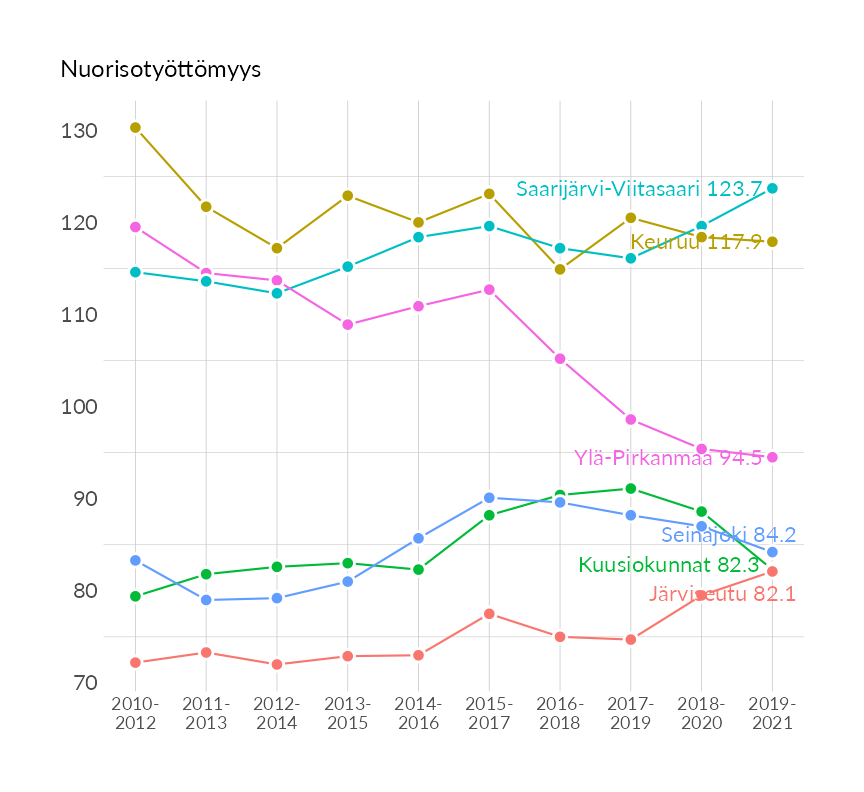 Nuorisotyöttömyys
130
120
110
100
90
80
70
Saarijärvi-Viitasaari 123.7
Keuruu 117.9
Ylä-Pirkanmaa 94.5
Seinäjoki 84.2
Kuusiokunnat 82.3
Järviseutu 82.1
2010- 2011- 2012- 2013- 2014- 2015- 2016- 2017- 2018- 2019-
2012 2013 2014 2015 2016 2017 2018 2019 2020 2021